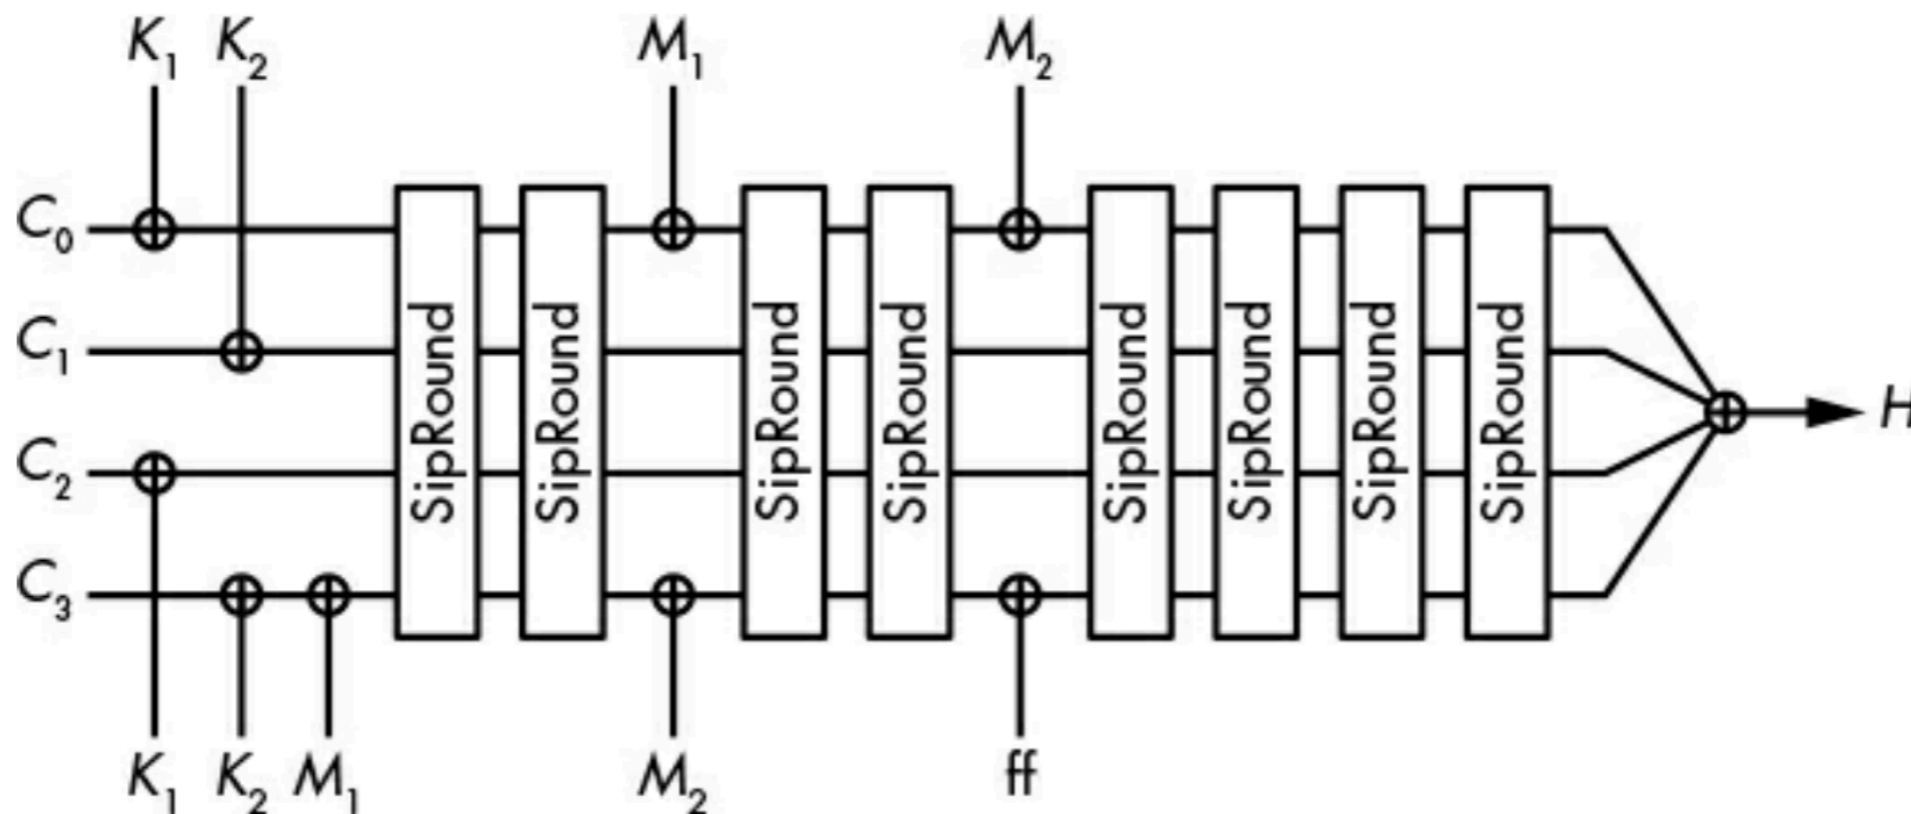 K₁ K₂ M₁ M₂
C₀
C₁
C₂
C₃
SipRound SipRound SipRound SipRound SipRound SipRound SipRound SipRound
H
K₁ K₂ M₁ M₂ ff